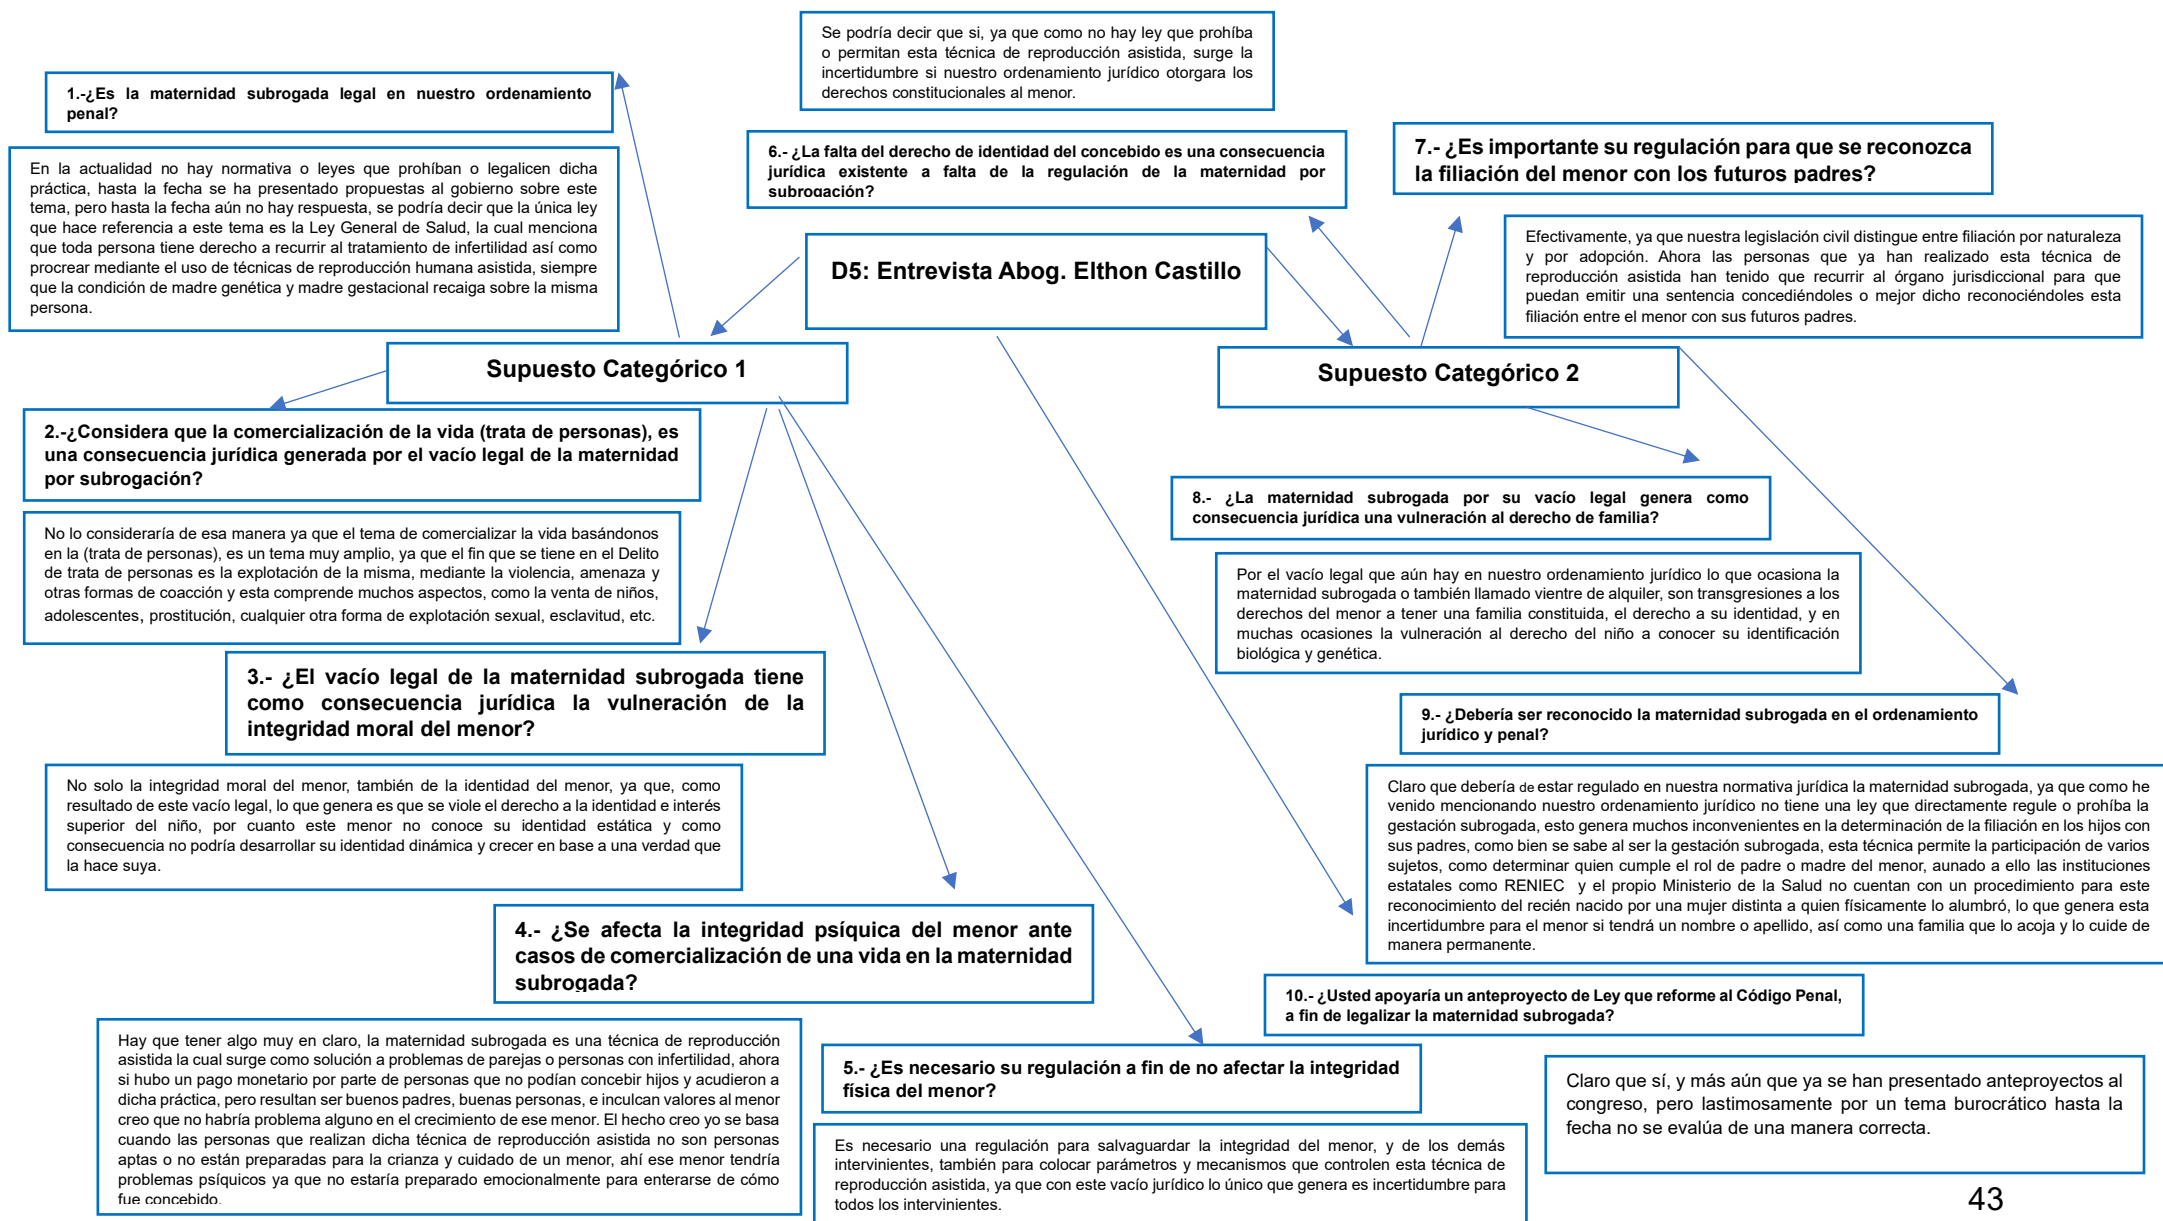 Se podría decir que si, ya que como no hay ley que prohíba
o permitan esta técnica de reproducción asistida, surge la
incertidumbre si nuestro ordenamiento jurídico otorgara los
derechos constitucionales al menor.
1.-¿Es la maternidad subrogada legal en nuestro ordenamiento
penal?
En la actualidad no hay normativa o leyes que prohíban o legalicen dicha
práctica, hasta la fecha se ha presentado propuestas al gobierno sobre este
tema, pero hasta la fecha aún no hay respuesta, se podría decir que la única ley
que hace referencia a este tema es la Ley General de Salud, la cual menciona
que toda persona tiene derecho a recurrir al tratamiento de infertilidad así como
procrear mediante el uso de técnicas de reproducción humana asistida, siempre
que la condición de madre genética y madre gestacional recaiga sobre la misma
persona.
6.- ¿La falta del derecho de identidad del concebido es una consecuencia
jurídica existente a falta de la regulación de la maternidad por
subrogación?
7.- ¿Es importante su regulación para que se reconozca
la filiación del menor con los futuros padres?
Efectivamente, ya que nuestra legislación civil distingue entre filiación por naturaleza
y por adopción. Ahora las personas que ya han realizado esta técnica de
reproducción asistida han tenido que recurrir al órgano jurisdiccional para que
puedan emitir una sentencia concediéndoles o mejor dicho reconociéndoles esta
filiación entre el menor con sus futuros padres.
D5: Entrevista Abog. Elthon Castillo
Supuesto Categórico 1
Supuesto Categórico 2
2.-¿Considera que la comercialización de la vida (trata de personas), es
una consecuencia jurídica generada por el vacío legal de la maternidad
por subrogación?
No lo consideraría de esa manera ya que el tema de comercializar la vida basándonos
en la (trata de personas), es un tema muy amplio, ya que el fin que se tiene en el Delito
de trata de personas es la explotación de la misma, mediante la violencia, amenaza y
otras formas de coacción y esta comprende muchos aspectos, como la venta de niños,
adolescentes, prostitución, cualquier otra forma de explotación sexual, esclavitud, etc.
8.- ¿La maternidad subrogada por su vacío legal genera como
consecuencia jurídica una vulneración al derecho de familia?
Por el vacío legal que aún hay en nuestro ordenamiento jurídico lo que ocasiona la
maternidad subrogada o también llamado vientre de alquiler, son transgresiones a los
derechos del menor a tener una familia constituida, el derecho a su identidad, y en
muchas ocasiones la vulneración al derecho del niño a conocer su identificación
biológica y genética.
3.- ¿El vacío legal de la maternidad subrogada tiene
como consecuencia jurídica la vulneración de la
integridad moral del menor?
No solo la integridad moral del menor, también de la identidad del menor, ya que, como
resultado de este vacío legal, lo que genera es que se viole el derecho a la identidad e interés
superior del niño, por cuanto este menor no conoce su identidad estática y como
consecuencia no podría desarrollar su identidad dinámica y crecer en base a una verdad que
la hace suya.
9.- ¿Debería ser reconocido la maternidad subrogada en el ordenamiento
jurídico y penal?
Claro que debería de estar regulado en nuestra normativa jurídica la maternidad subrogada, ya que como he
venido mencionando nuestro ordenamiento jurídico no tiene una ley que directamente regule o prohíba la
gestación subrogada, esto genera muchos inconvenientes en la determinación de la filiación en los hijos con
sus padres, como bien se sabe al ser la gestación subrogada, esta técnica permite la participación de varios
sujetos, como determinar quien cumple el rol de padre o madre del menor, aunado a ello las instituciones
estatales como RENIEC y el propio Ministerio de la Salud no cuentan con un procedimiento para este
reconocimiento del recién nacido por una mujer distinta a quien físicamente lo alumbró, lo que genera esta
incertidumbre para el menor si tendrá un nombre o apellido, así como una familia que lo acoja y lo cuide de
manera permanente.
4.- ¿Se afecta la integridad psíquica del menor ante
casos de comercialización de una vida en la maternidad
subrogada?
Hay que tener algo muy en claro, la maternidad subrogada es una técnica de reproducción
asistida la cual surge como solución a problemas de parejas o personas con infertilidad, ahora
si hubo un pago monetario por parte de personas que no podían concebir hijos y acudieron a
dicha práctica, pero resultan ser buenos padres, buenas personas, e inculcan valores al menor
creo que no habría problema alguno en el crecimiento de ese menor. El hecho creo yo se basa
cuando las personas que realizan dicha técnica de reproducción asistida no son personas
aptas o no están preparadas para la crianza y cuidado de un menor, ahí ese menor tendría
problemas psíquicos ya que no estaría preparado emocionalmente para enterarse de cómo
fue concebido.
5.- ¿Es necesario su regulación a fin de no afectar la integridad
física del menor?
Es necesario una regulación para salvaguardar la integridad del menor, y de los demás
intervinientes, también para colocar parámetros y mecanismos que controlen esta técnica de
reproducción asistida, ya que con este vacío jurídico lo único que genera es incertidumbre para
todos los intervinientes.
10.- ¿Usted apoyaría un anteproyecto de Ley que reforme al Código Penal,
a fin de legalizar la maternidad subrogada?
Claro que sí, y más aún que ya se han presentado anteproyectos al
congreso, pero lastimosamente por un tema burocrático hasta la
fecha no se evalúa de una manera correcta.
43